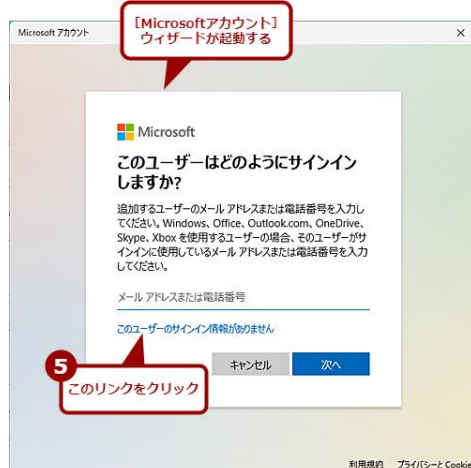 [Microsoftアカウント]
ウィザードが起動する
Microsoft アカウント
×
Microsoft
このユーザーはどのようにサインイン
しますか?
追加するユーザーのメール アドレスまたは電話番号を入力し
てください。Windows、Office、Outlook.com、OneDrive、
Skype、Xbox を使用するユーザーの場合、そのユーザーがサ
インインに使用しているメール アドレスまたは電話番号を入力
してください。
メール アドレスまたは電話番号
このユーザーのサインイン情報がありません
キャンセル 次へ
5
このリンクをクリック
利用規約 プライバシーと Cookie